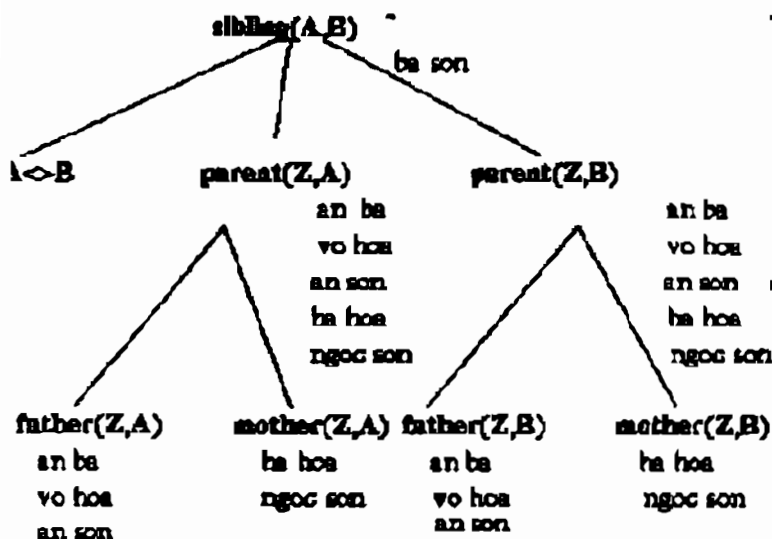 sibling(A,B)
ba son
A<>B
parent(Z,A)
parent(Z,B)
an ba
vo hoa
an son
ha hoa
ngoc son
an ba
vo hoa
an son
ha hoa
ngoc son
father(Z,A)
mother(Z,A)
father(Z,B)
mother(Z,B)
an ba
vo hoa
an son
ha hoa
ngoc son
an ba
vo hoa
an son
ha hoa
ngoc son